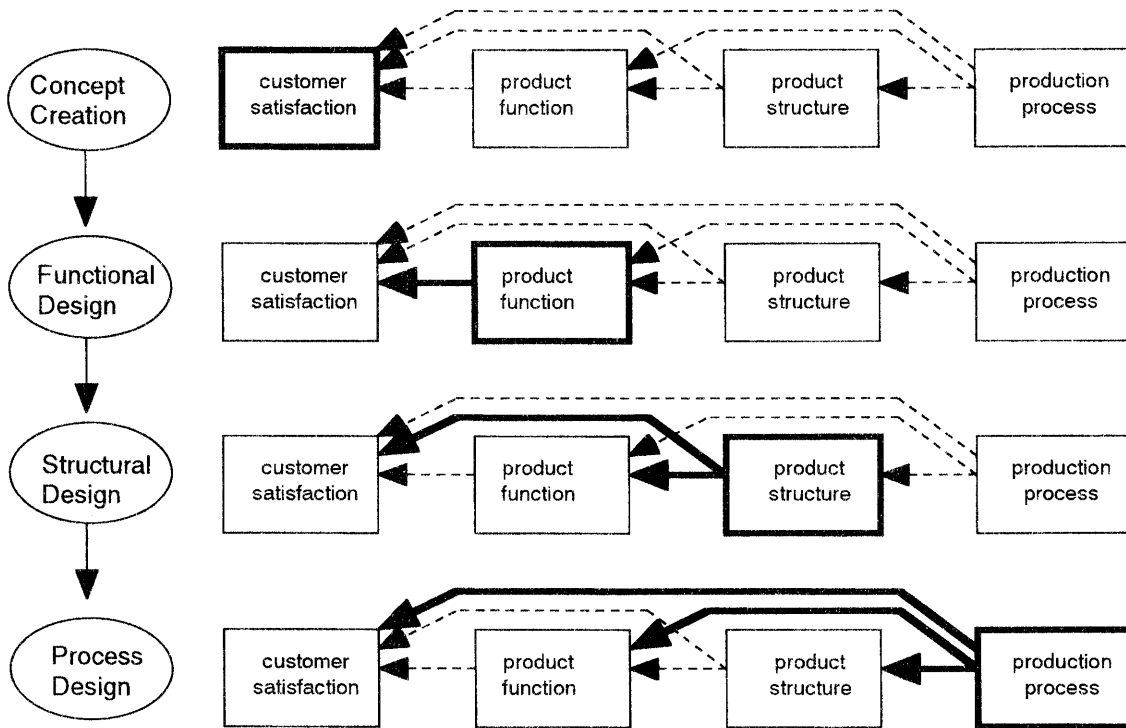 Concept
Creation
customer
satisfaction
product
function
product
structure
production
process
Functional
Design
customer
satisfaction
product
function
product
structure
production
process
Structural
Design
customer
satisfaction
product
function
product
structure
production
process
Process
Design
customer
satisfaction
product
function
product
structure
production
process